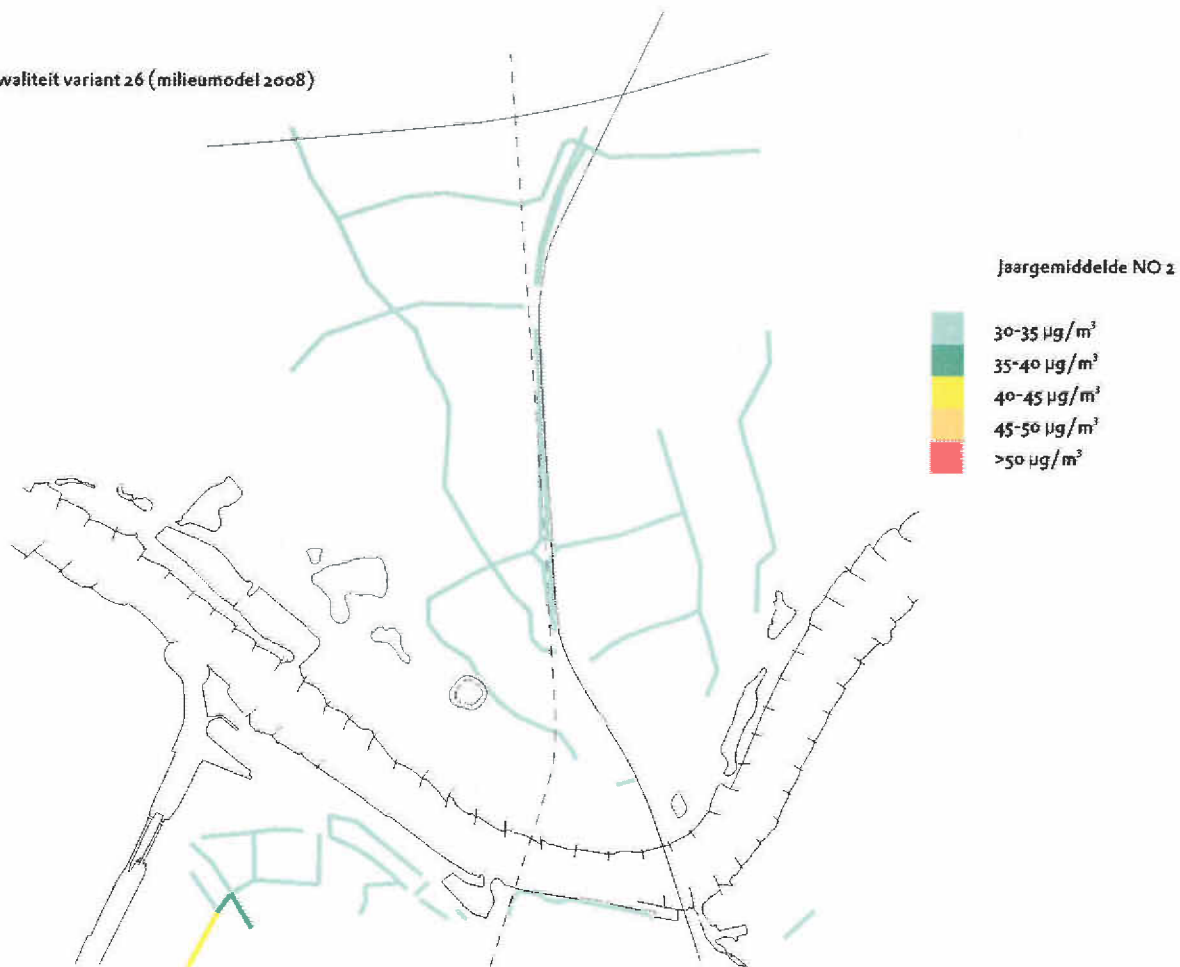 waliteit variant 26 (milieumodel 2008)
Jaargemiddelde NO 2
30-35 µg/m³
35-40 µg/m³
40-45 µg/m³
45-50 µg/m³
>50 µg/m³